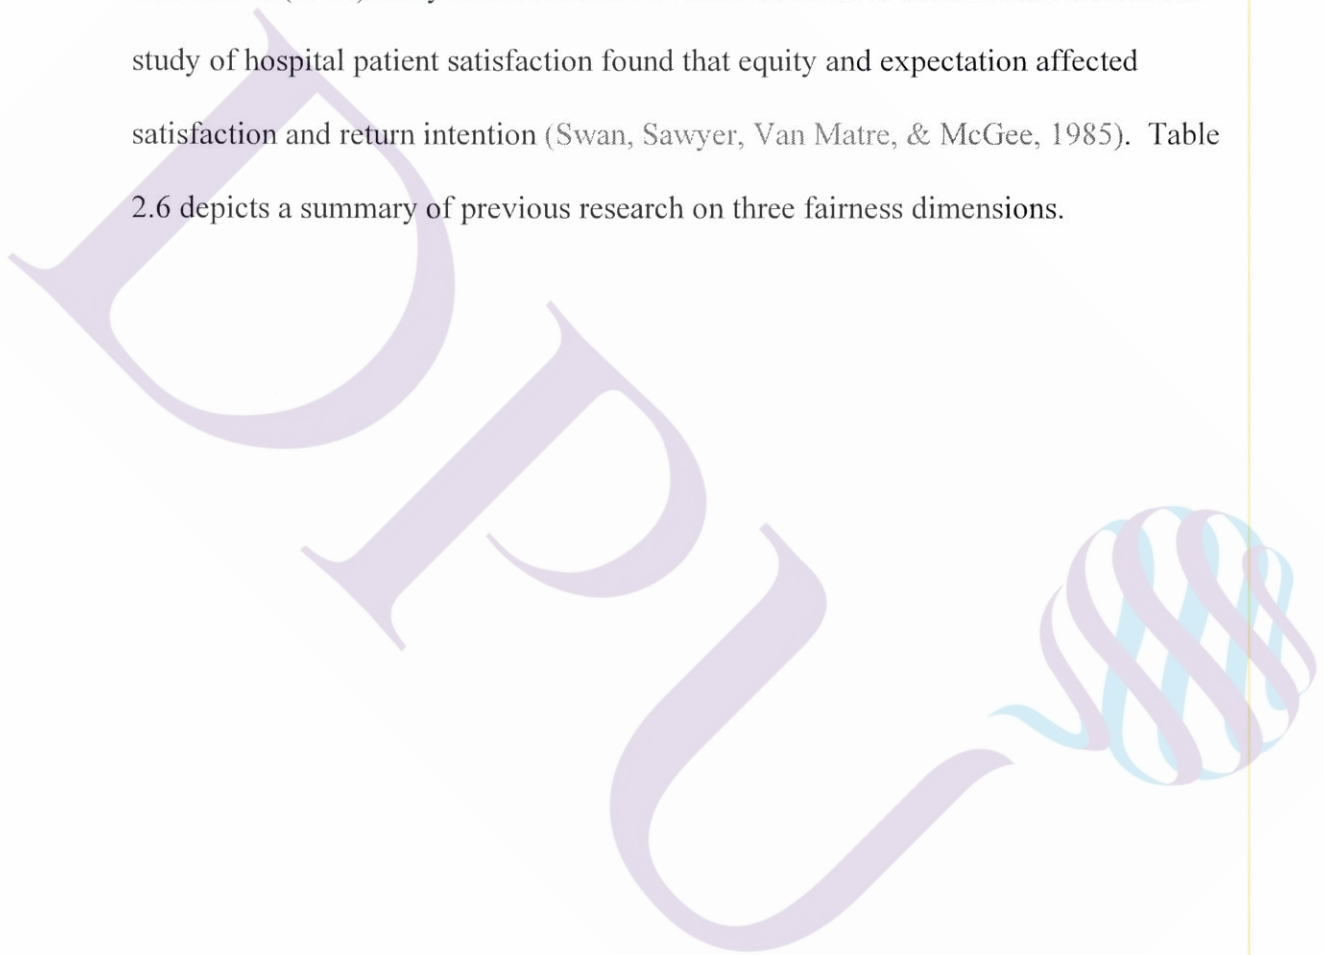 study of hospital patient satisfaction found that equity and expectation affected
satisfaction and return intention (Swan, Sawyer, Van Matre, & McGee, 1985).  Table
2.6 depicts a summary of previous research on three fairness dimensions.
DPU